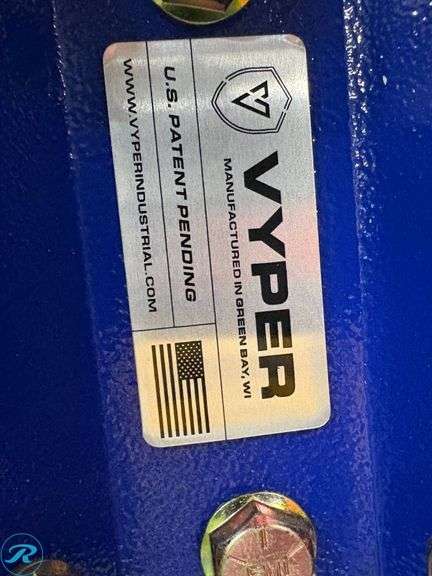 VYPER
MANUFACTURED IN GREEN BAY, WI
U.S. PATENT PENDING
WWW.VYPERINDUSTRIAL.COM
R